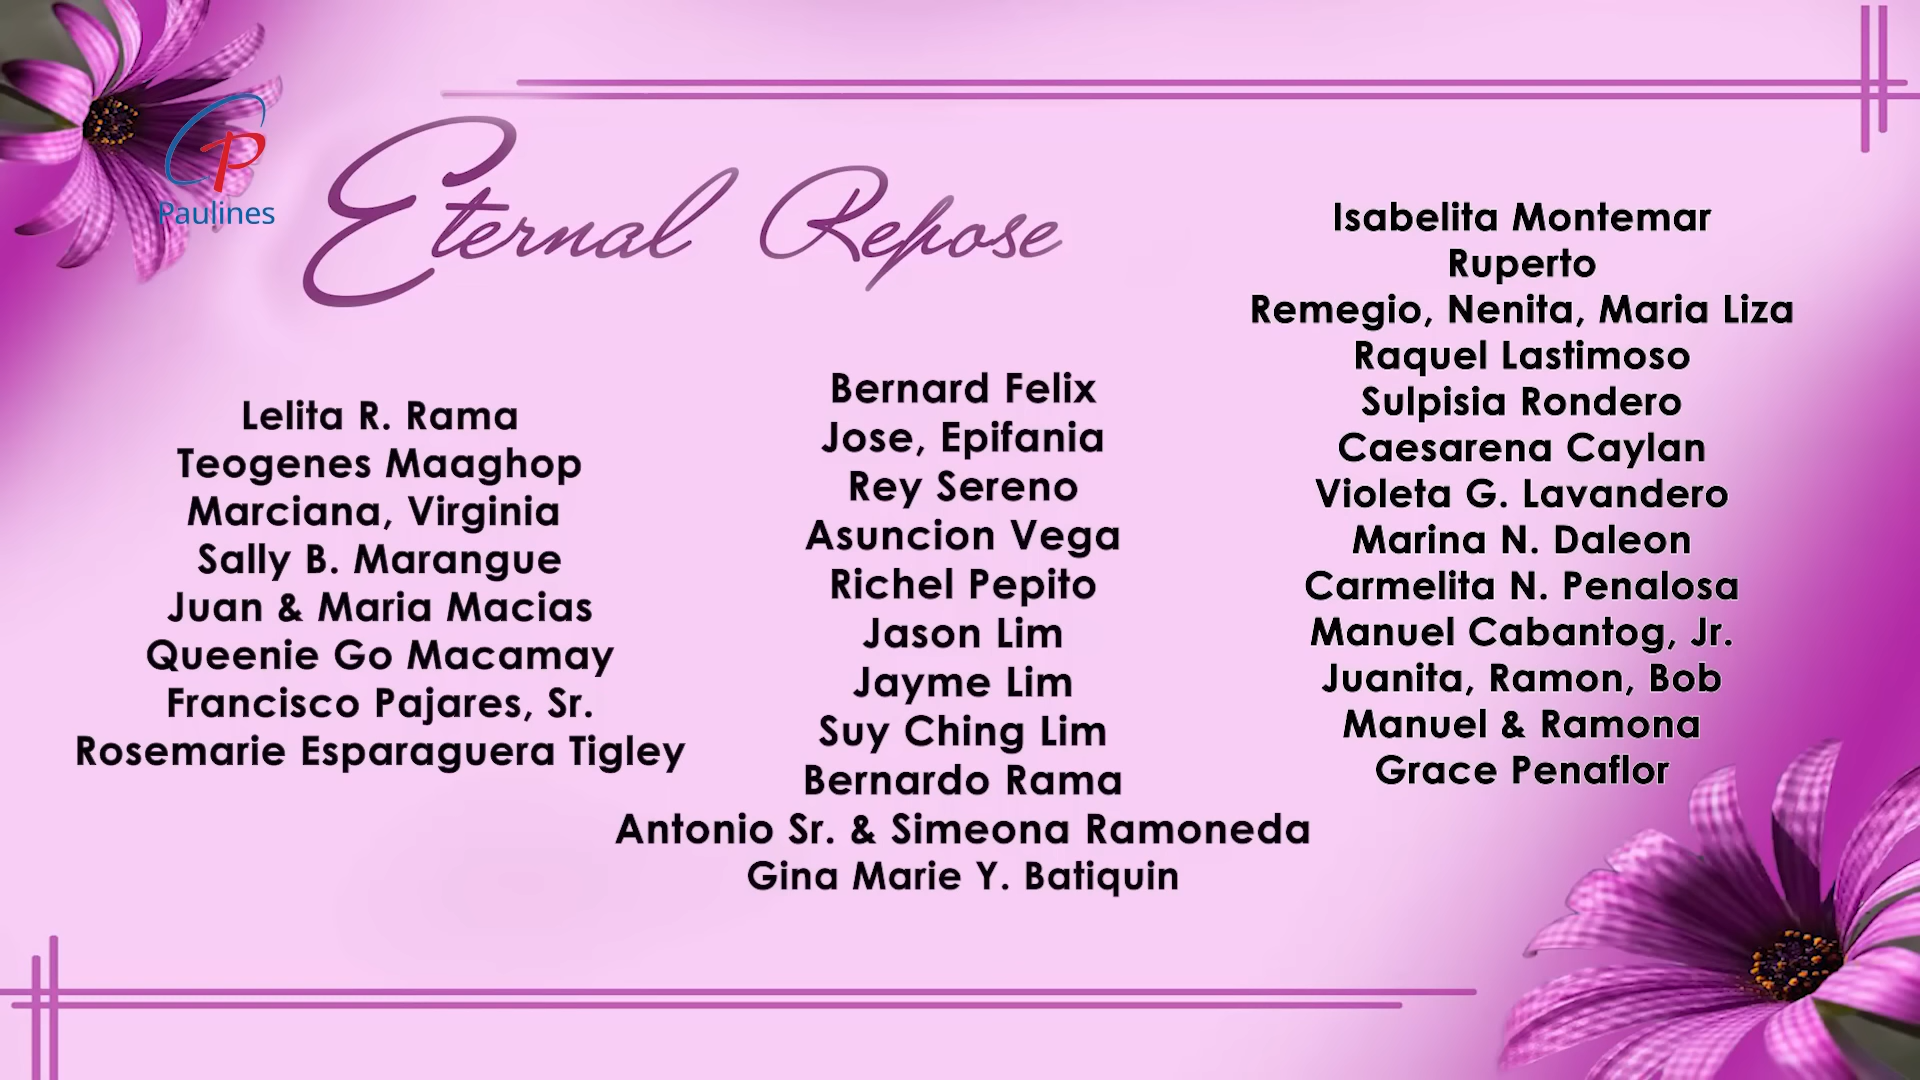 Paulines
Eternal Repose
Lelita R. Rama
Teogenes Maaghop
Marciana, Virginia
Sally B. Marangue
Juan & Maria Macias
Queenie Go Macamay
Francisco Pajares, Sr.
Rosemarie Esparaguera Tigley
Bernard Felix
Jose, Epifania
Rey Sereno
Asuncion Vega
Richel Pepito
Jason Lim
Jayme Lim
Suy Ching Lim
Bernardo Rama
Antonio Sr. & Simeona Ramoneda
Gina Marie Y. Batiquin
Isabelita Montemar
Ruperto
Remegio, Nenita, Maria Liza
Raquel Lastimoso
Sulpisia Rondero
Caesarena Caylan
Violeta G. Lavandero
Marina N. Daleon
Carmelita N. Penalosa
Manuel Cabantog, Jr.
Juanita, Ramon, Bob
Manuel & Ramona
Grace Penaflor